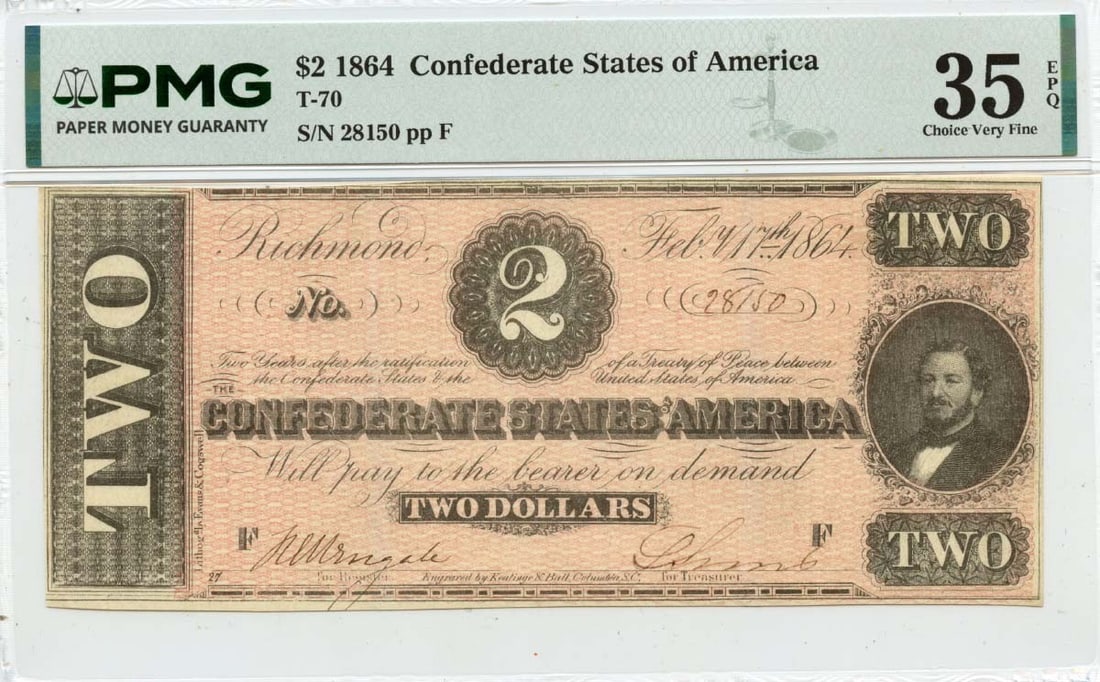 PMG
PAPER MONEY GUARANTY
$2 1864 Confederate States of America
T-70
S/N 28150 pp F
35 EPQ
Choice Very Fine
TWO
Richmond, Feb'y 17th 1864.
2
TWO
No. 28150
Two Years after the ratification of a Treaty of Peace between
the Confederate States & the United States of America
THE
CONFEDERATE STATES OF AMERICA
Will pay to the bearer on demand
TWO DOLLARS
F F
TWO
27 for Register Engraved by Keatinge & Ball, Columbia, S.C. for Treasurer
Evans & Cogswell